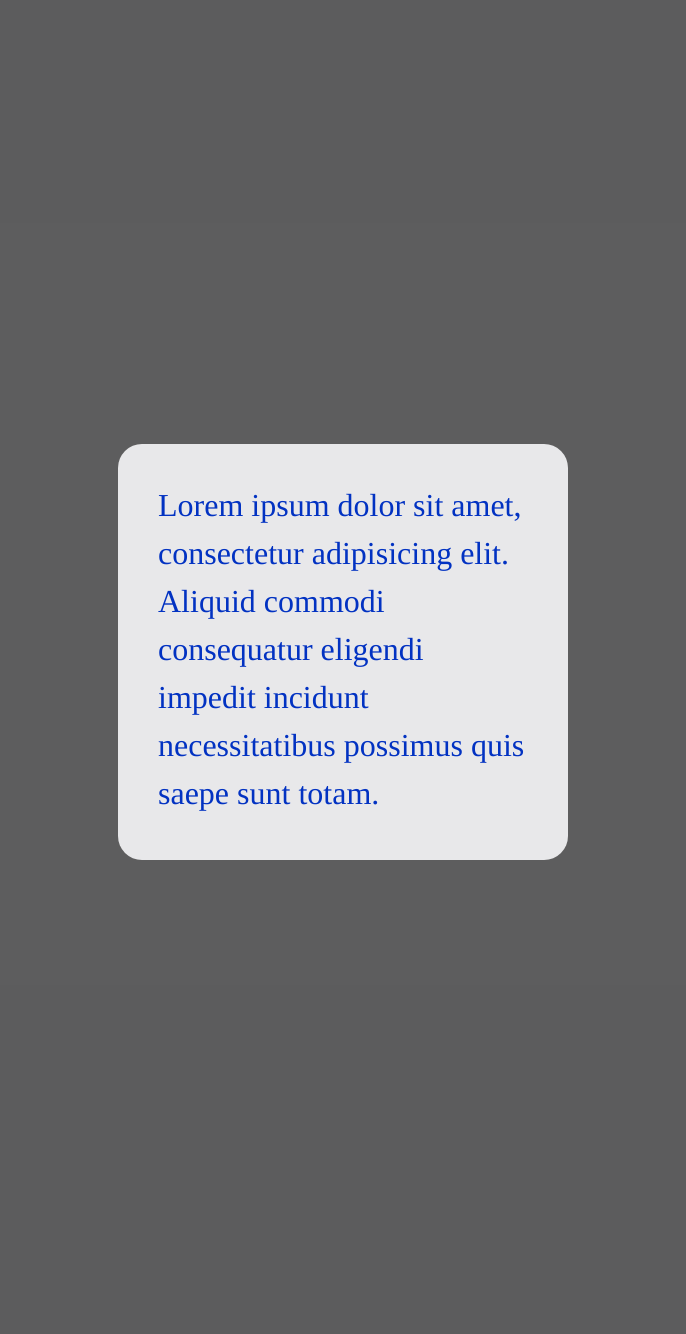 Lorem ipsum dolor sit amet,
consectetur adipisicing elit.
Aliquid commodi
consequatur eligendi
impedit incidunt
necessitatibus possimus quis
saepe sunt totam.